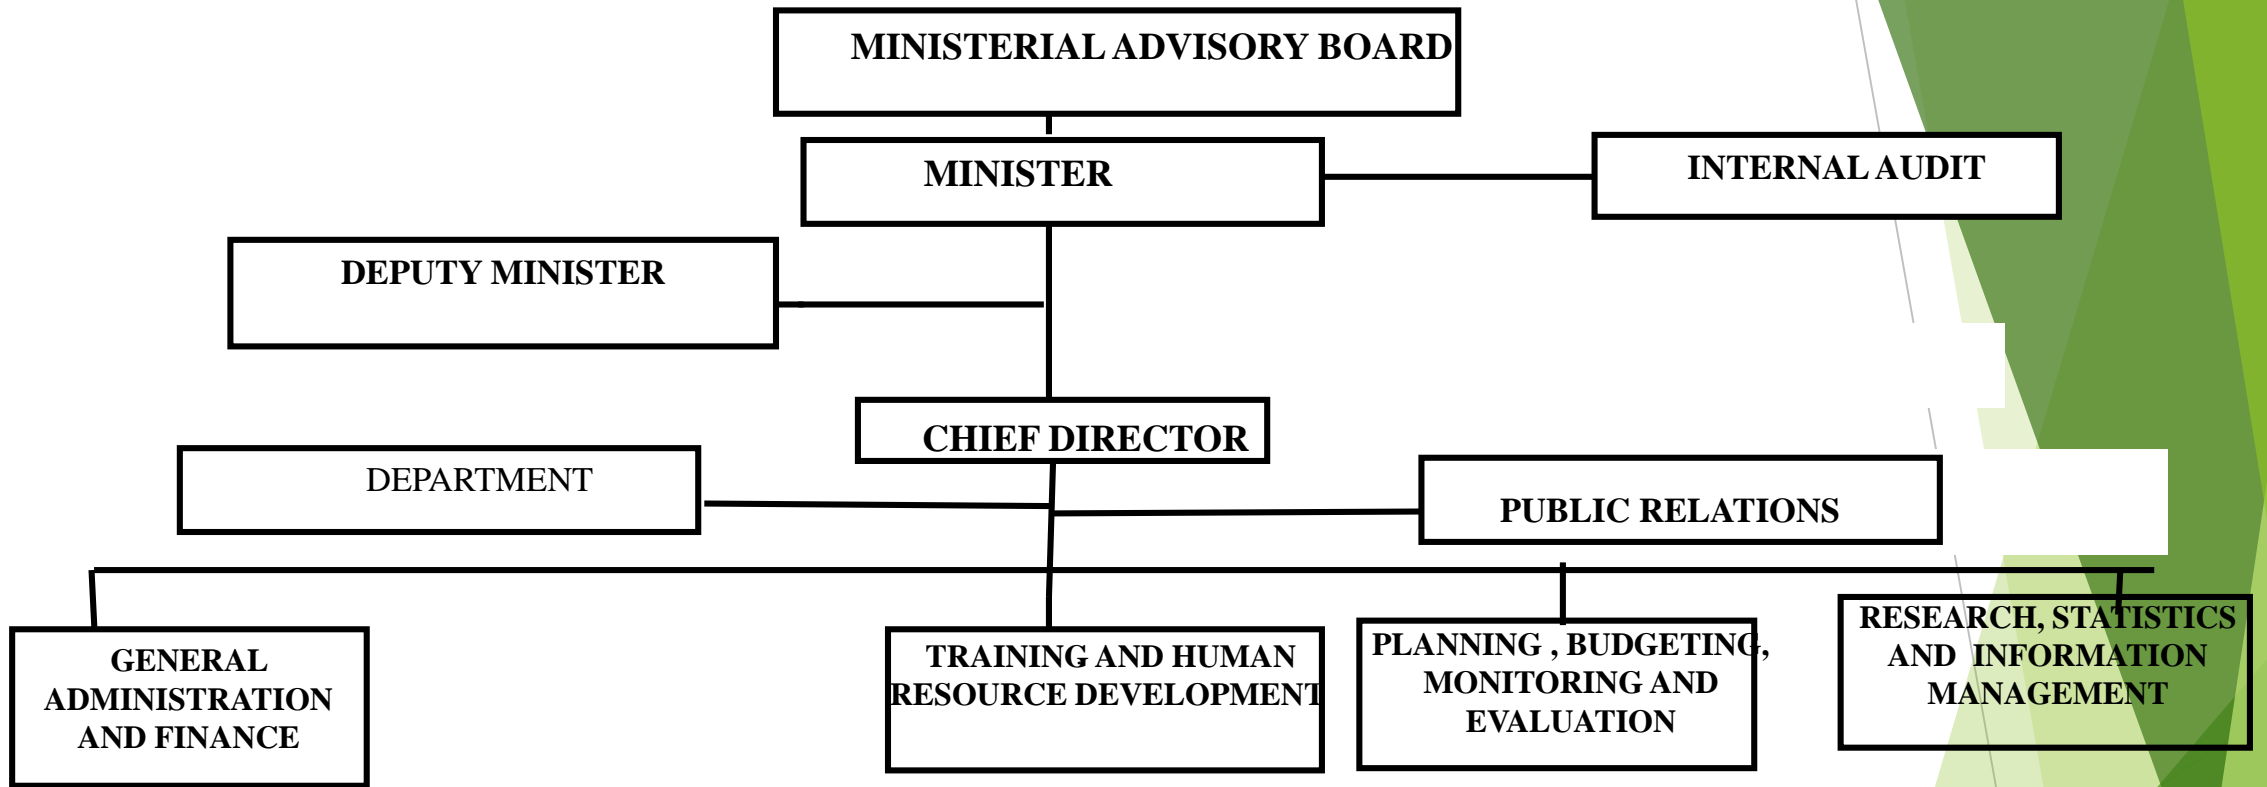 MINISTERIAL ADVISORY BOARD
MINISTER
INTERNAL AUDIT
DEPUTY MINISTER
CHIEF DIRECTOR
DEPARTMENT
PUBLIC RELATIONS
GENERAL
ADMINISTRATION
AND FINANCE
TRAINING AND HUMAN
RESOURCE DEVELOPMENT
PLANNING , BUDGETING,
MONITORING AND
EVALUATION
RESEARCH, STATISTICS
AND INFORMATION
MANAGEMENT